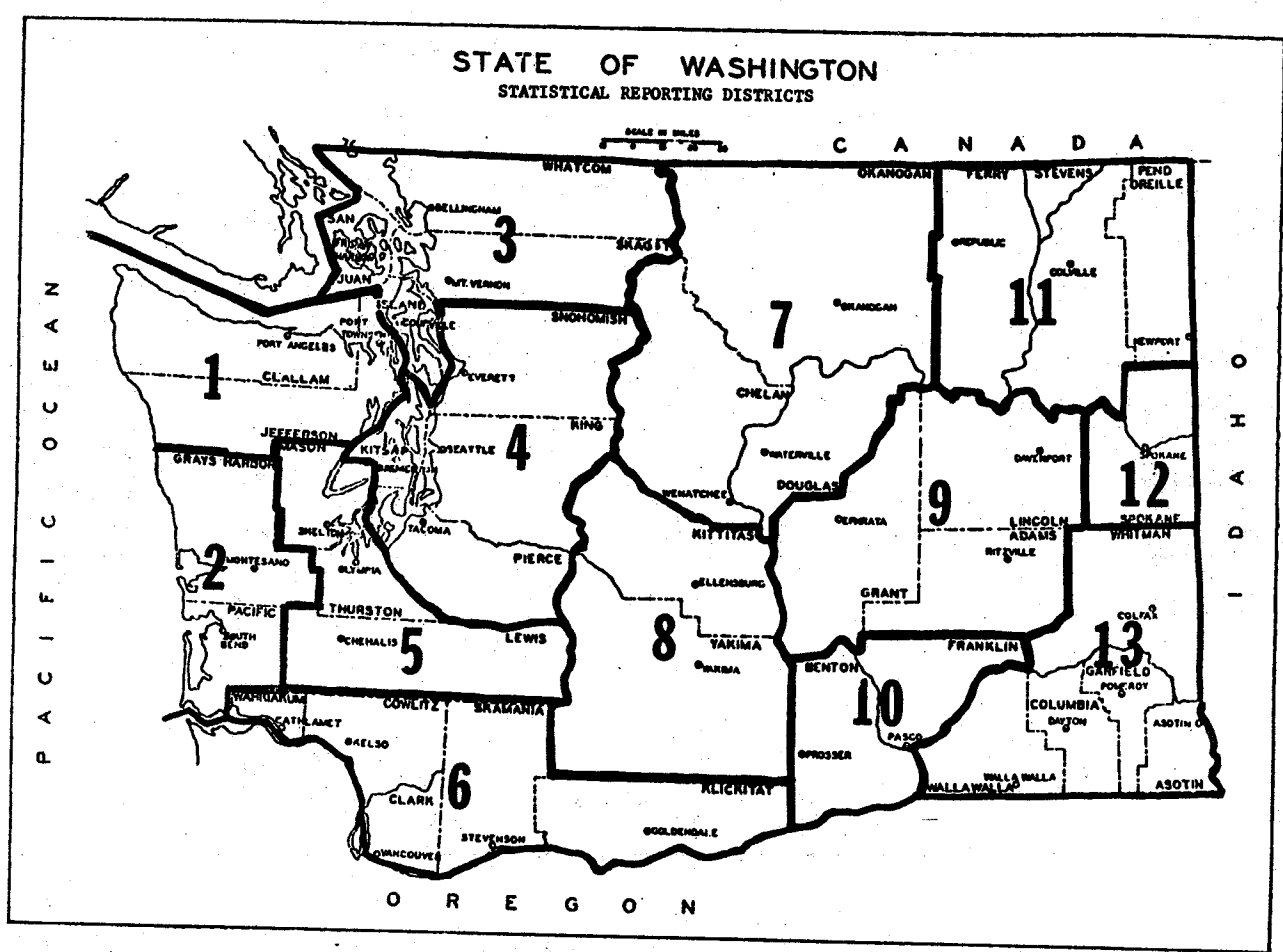 STATE OF WASHINGTON
STATISTICAL REPORTING DISTRICTS
SCALE IN MILES
CANADA
WHATCOM
OKANOGAN
FERRY
STEVENS
PEND
OREILLE
BELLINGHAM
SAN
3
SKAGIT
REPUBLIC
COLVILLE
JUAN
MT. VERNON
ISLAND
OKANOGAN
11
SNOHOMISH
7
PORT
TOWN
PORT ANGELES
NEWPORT
1
CLALLAM
EVERETT
CHELAN
IDAHO
PACIFIC OCEAN
JEFFERSON
MASON
KING
4
KITSAP
SEATTLE
GRAYS HARBOR
WATERVILLE
DAVENPORT
SPOKANE
12
DOUGLAS
WENATCHEE
9
EPHRATA
SHELTON
TACOMA
KITTITAS
LINCOLN
ADAMS
SPOKANE
WHITMAN
RITZVILLE
PIERCE
2
MONTESANO
OLYMPIA
ELLENSBURG
GRANT
PACIFIC
THURSTON
COLFAX
SOUTH
BEND
CHEHALIS
5
LEWIS
8
YAKIMA
YAKIMA
BENTON
FRANKLIN
13
GARFIELD
POMEROY
WAHKIAKUM
COWLITZ
SKAMANIA
10
COLUMBIA
DAYTON
ASOTIN
CATHLAMET
KELSO
PASCO
PROSSER
6
CLARK
KLICKITAT
WALLA WALLA
WALLA WALLA
ASOTIN
STEVENSON
GOLDENDALE
VANCOUVER
OREGON